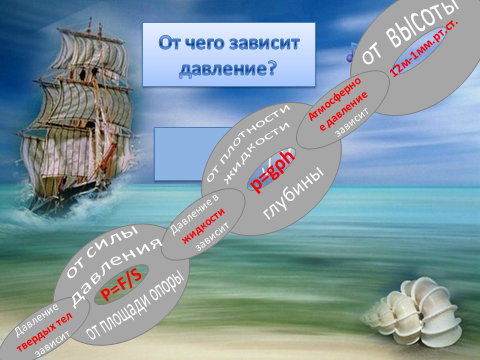 От чего зависит
давление?
от высоты
12м-1мм.рт.ст.
Атмосферно
е давление
зависит
от плотности
жидкости
и
p=gph
глубины
Давление в
жидкости
зависит
от силы
давления
P=F/S
от площади опоры
Давление
твердых тел
зависит